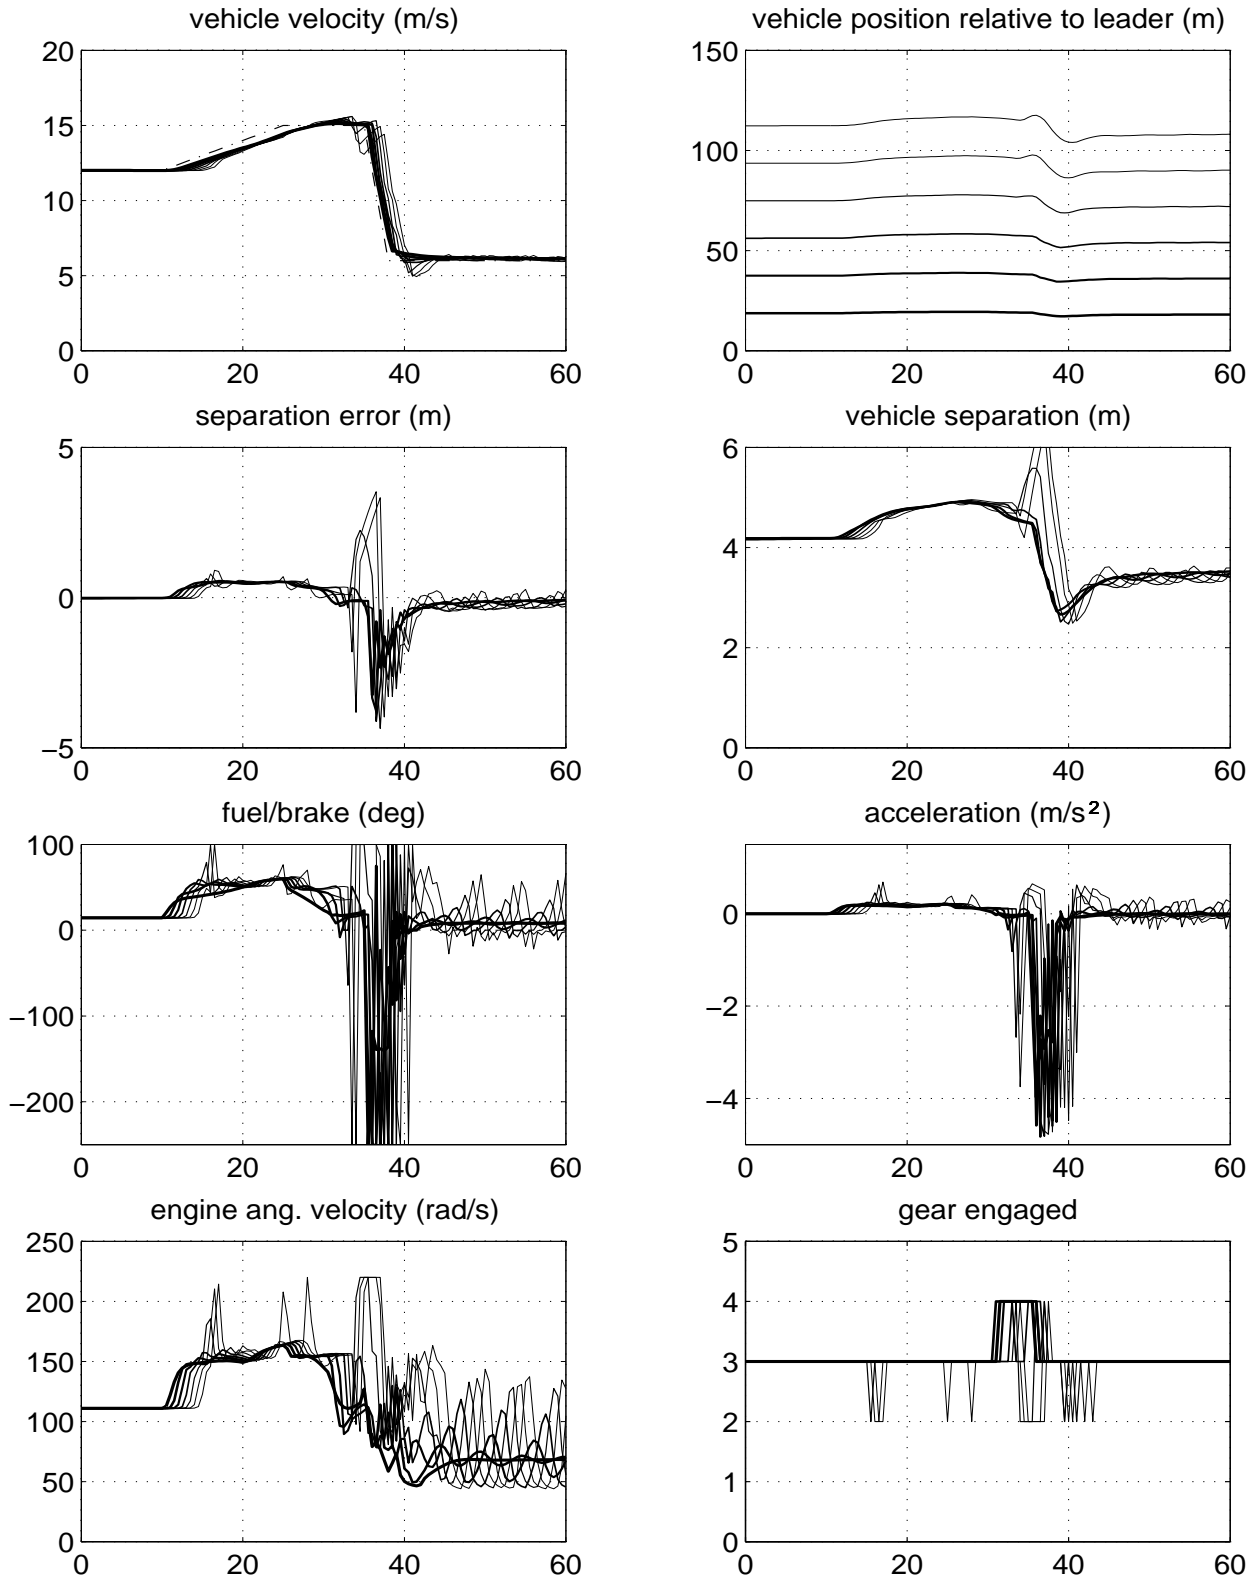 vehicle velocity (m/s)
20
15
10
5
0
0 20 40 60
vehicle position relative to leader (m)
150
100
50
0
0 20 40 60
separation error (m)
5
0
−5
0 20 40 60
vehicle separation (m)
6
4
2
0
0 20 40 60
fuel/brake (deg)
100
0
−100
−200
0 20 40 60
acceleration (m/s²)
0
−2
−4
0 20 40 60
engine ang. velocity (rad/s)
250
200
150
100
50
0
0 20 40 60
gear engaged
5
4
3
2
1
0
0 20 40 60